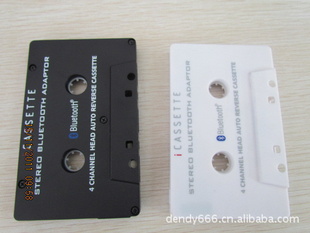 iCASSETTE
STEREO BLUETOOTH ADAPTOR
Bluetooth
4 CHANNEL HEAD AUTO REVERSE CASSETTE
iCASSETTE
STEREO BLUETOOTH ADAPTOR
Bluetooth
4 CHANNEL HEAD AUTO REVERSE CASSETTE
dendy666.cn.alibaba.com